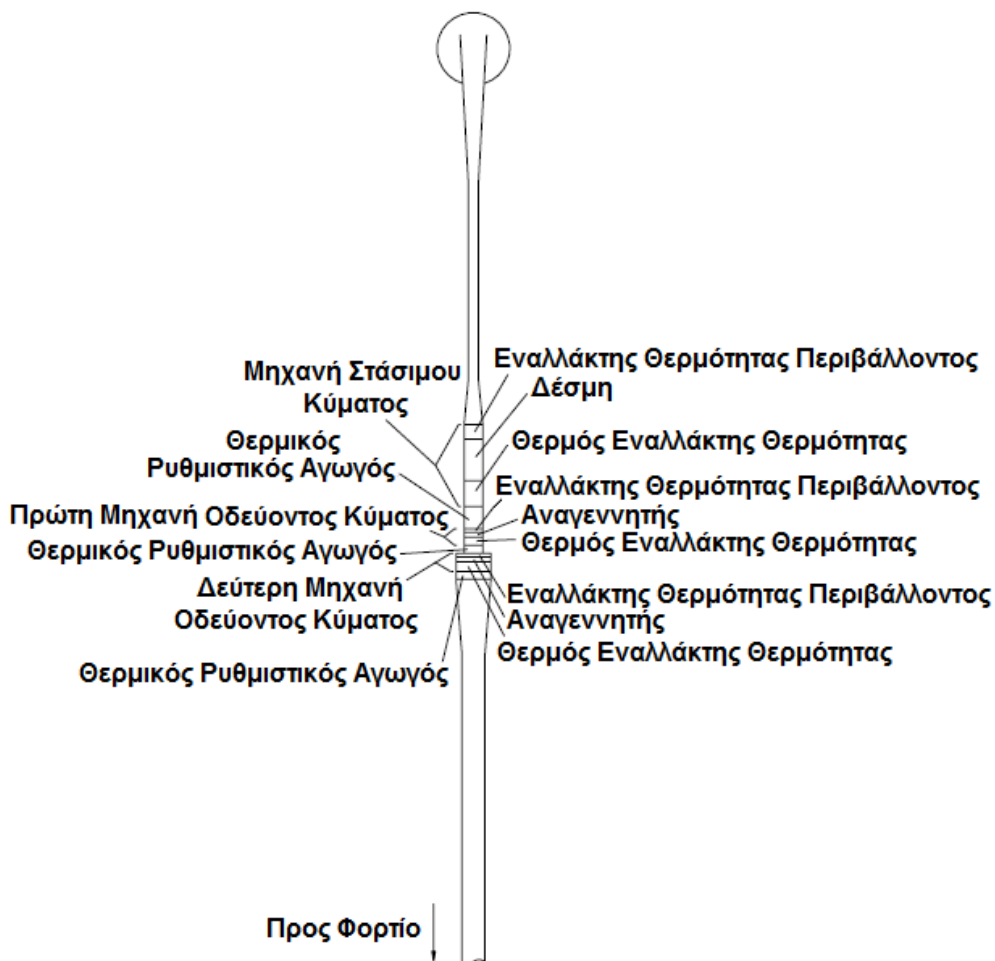 Εναλλάκτης Θερμότητας Περιβάλλοντος
Μηχανή Στάσιμου
Κύματος
Δέσμη
Θερμικός
Ρυθμιστικός Αγωγός
Θερμός Εναλλάκτης Θερμότητας
Εναλλάκτης Θερμότητας Περιβάλλοντος
Πρώτη Μηχανή Οδεύοντος Κύματος
Αναγεννητής
Θερμικός Ρυθμιστικός Αγωγός
Θερμός Εναλλάκτης Θερμότητας
Δεύτερη Μηχανή
Οδεύοντος Κύματος
Εναλλάκτης Θερμότητας Περιβάλλοντος
Αναγεννητής
Θερμός Εναλλάκτης Θερμότητας
Θερμικός Ρυθμιστικός Αγωγός
Προς Φορτίο